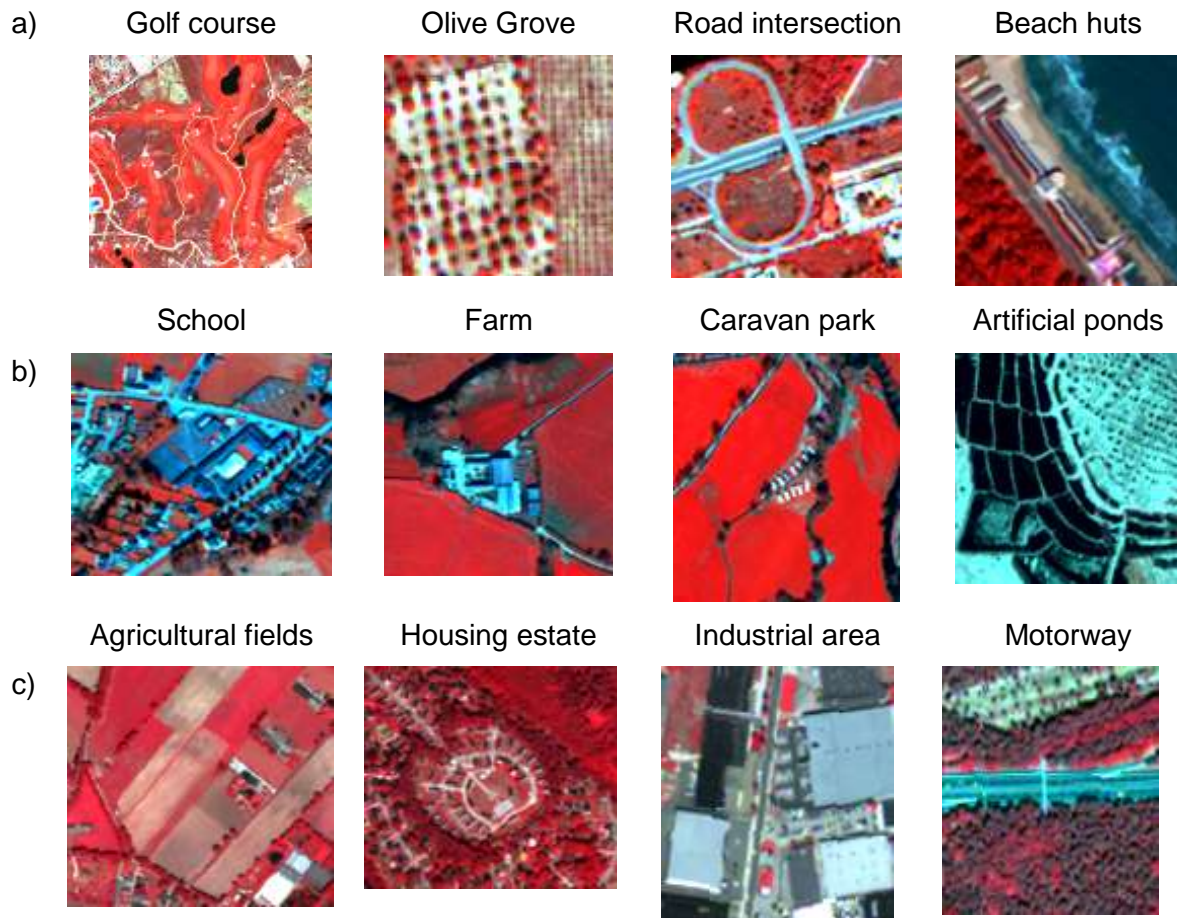 a) Golf course Olive Grove Road intersection Beach huts
School Farm Caravan park Artificial ponds
b)
Agricultural fields Housing estate Industrial area Motorway
c)